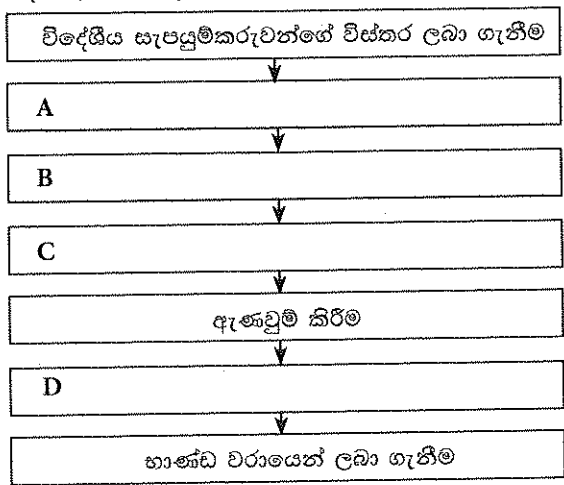 විදේශීය සැපයුම්කරුවන්ගේ විස්තර ලබා ගැනීම
A
B
C
ඇණවුම් කිරීම
D
භාණ්ඩ වරායෙන් ලබා ගැනීම